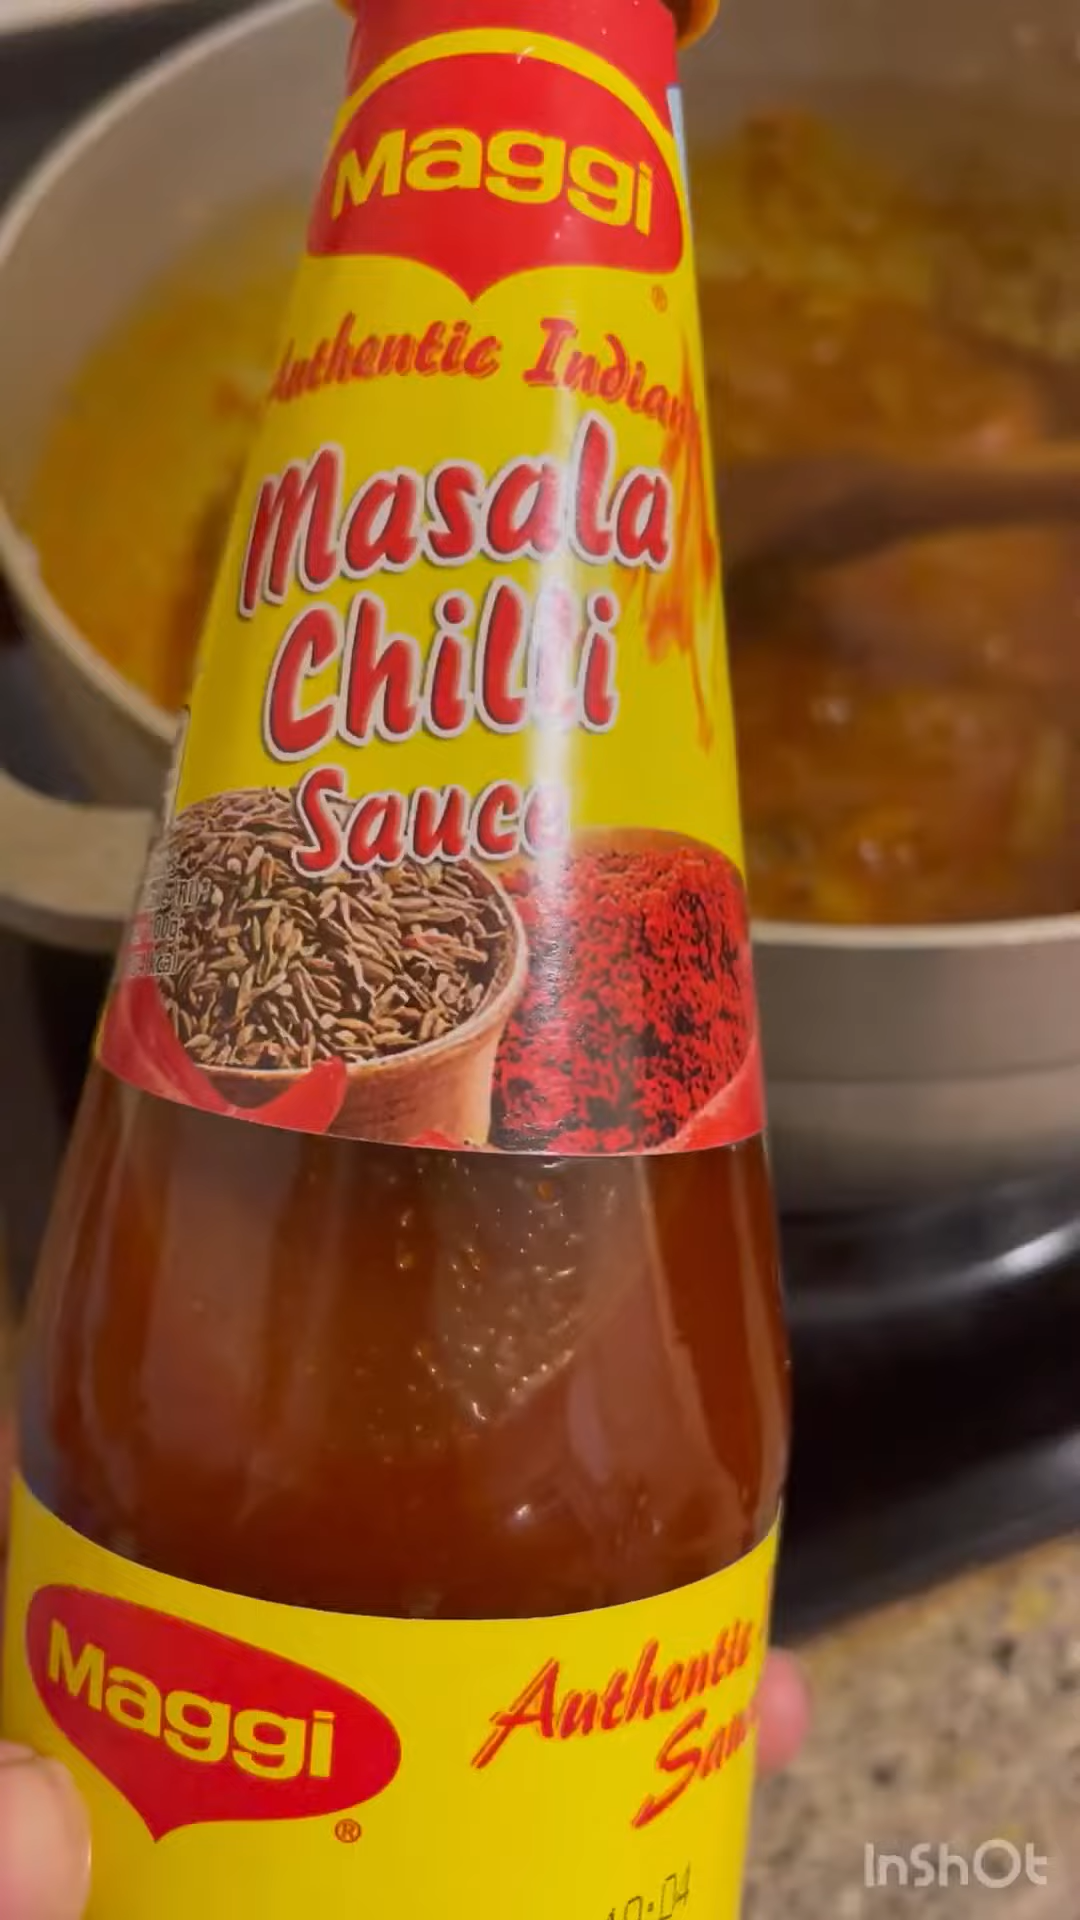 Maggi
®
Authentic Indian
Masala
Chilli
Sauce
Maggi
®
Authentic
InShOt